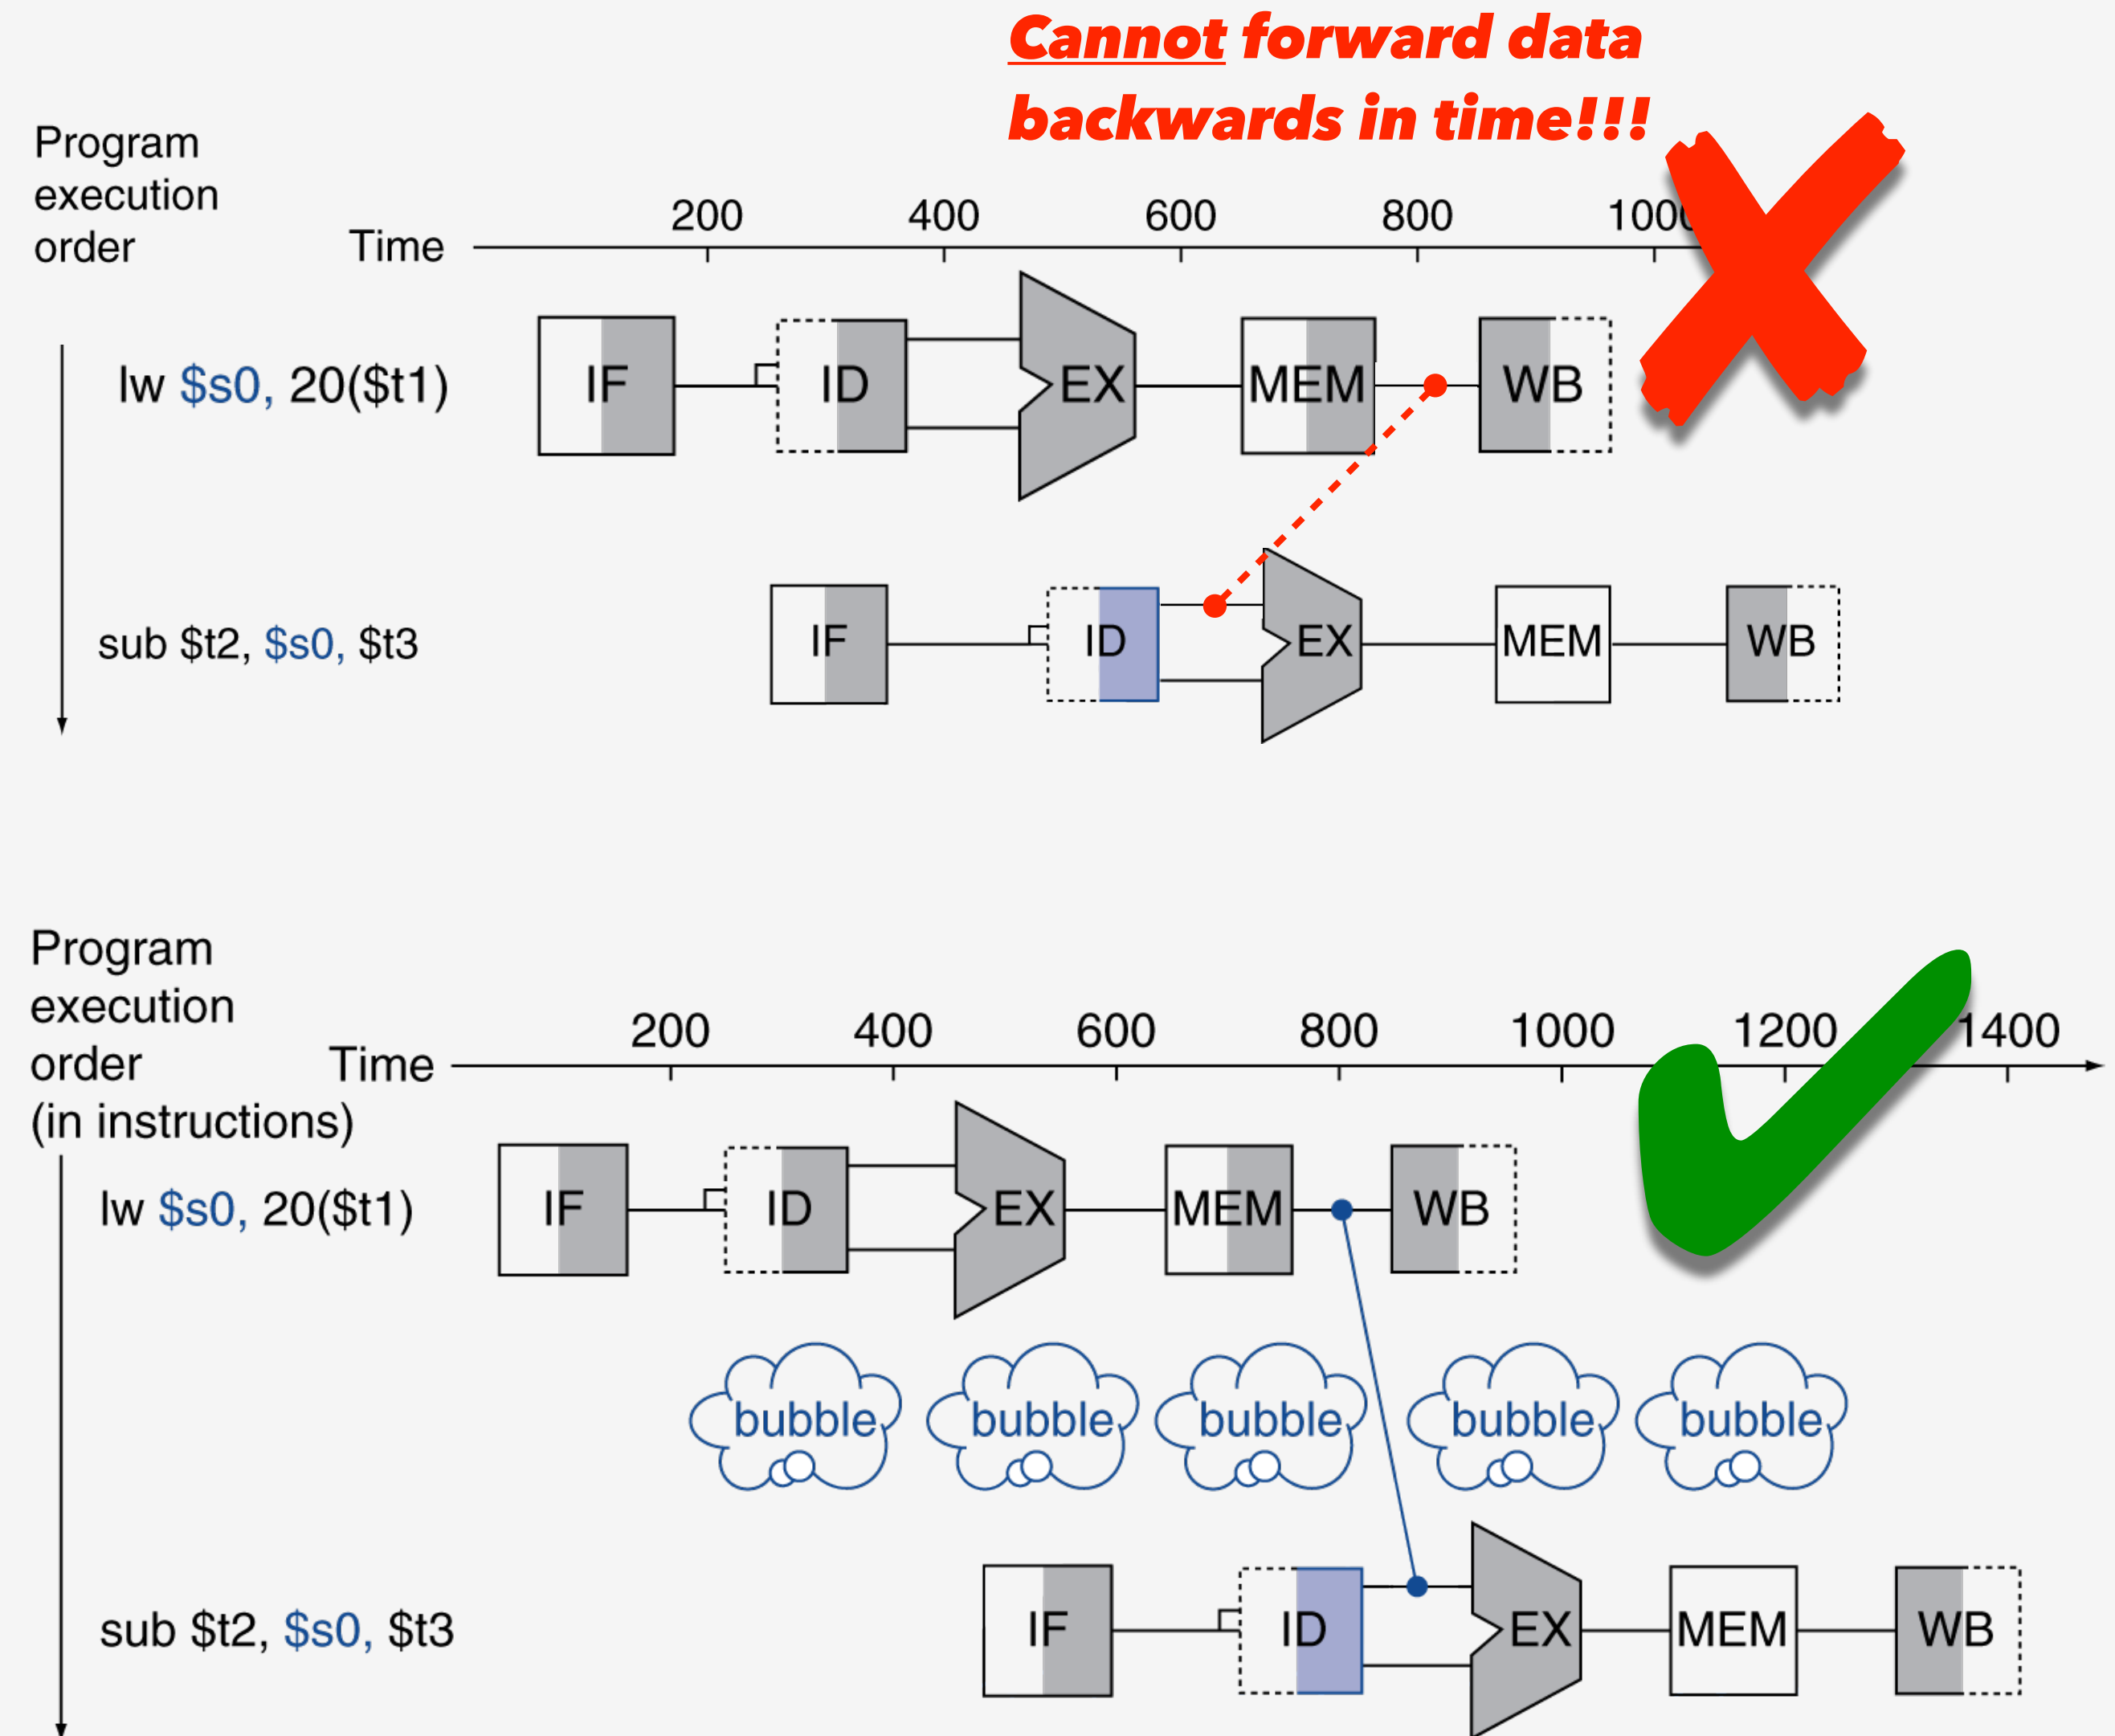 Cannot forward data
backwards in time!!!
Program
execution
order
Time
200 400 600 800 1000
lw $s0, 20($t1)
IF ID EX MEM WB
sub $t2, $s0, $t3
IF ID EX MEM WB
Program
execution
order
(in instructions)
Time
200 400 600 800 1000 1200 1400
lw $s0, 20($t1)
IF ID EX MEM WB
bubble bubble bubble bubble bubble
sub $t2, $s0, $t3
IF ID EX MEM WB